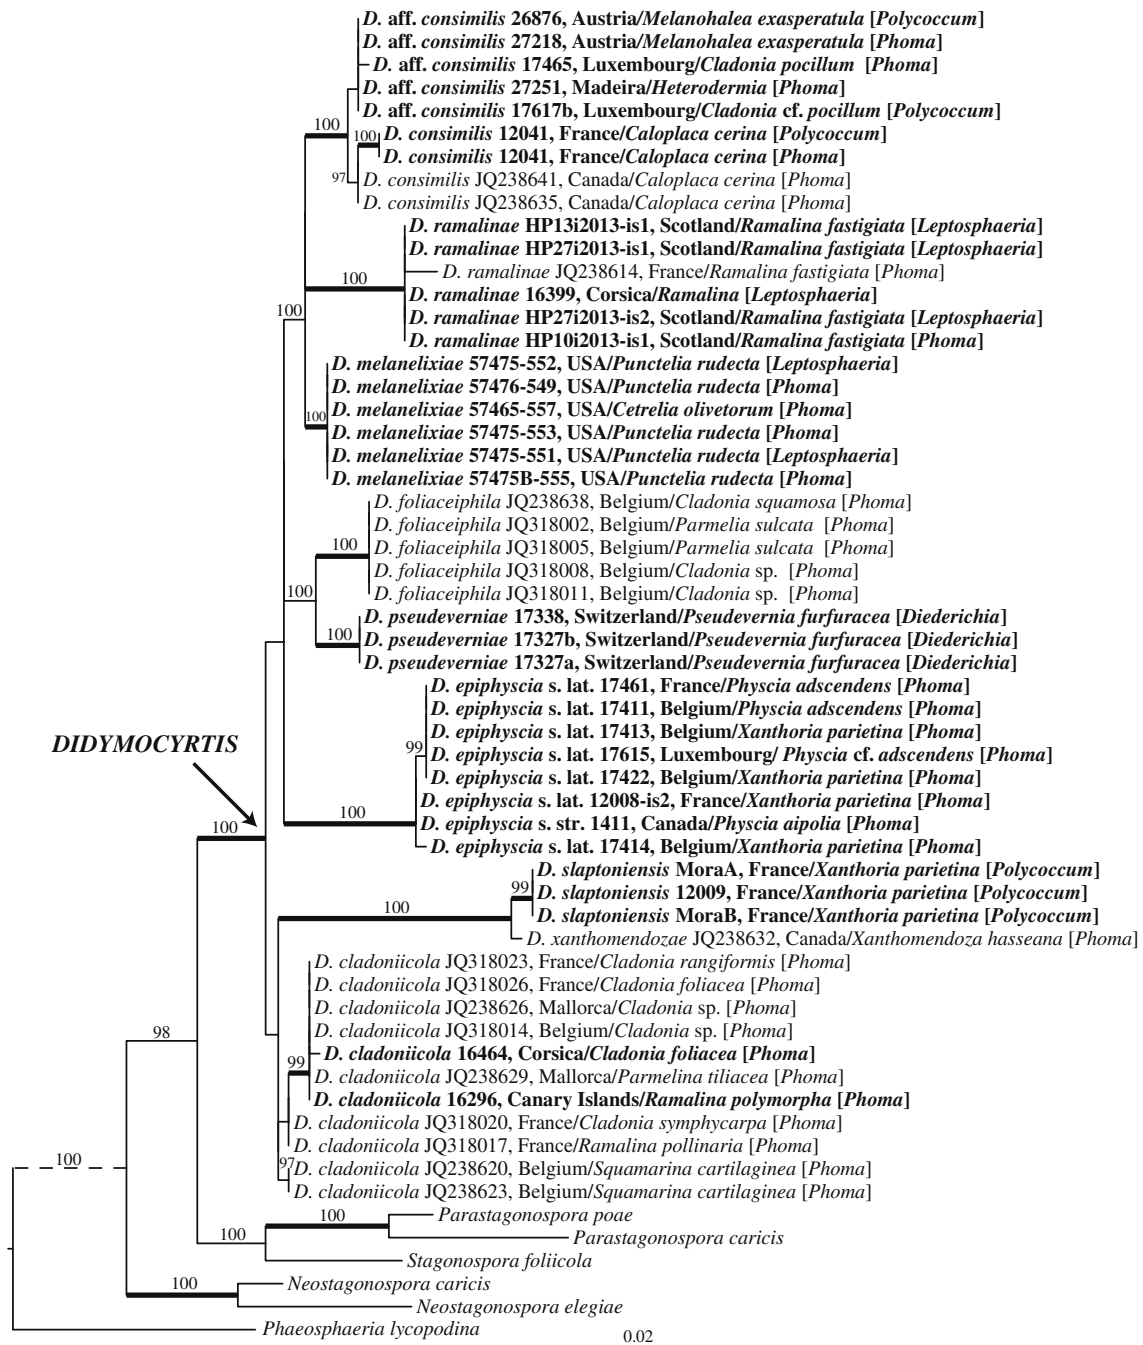 D. aff. consimilis 26876, Austria/Melanohalea exasperatula [Polycoccum]
D. aff. consimilis 27218, Austria/Melanohalea exasperatula [Phoma]
D. aff. consimilis 17465, Luxembourg/Cladonia pocillum [Phoma]
D. aff. consimilis 27251, Madeira/Heterodermia [Phoma]
D. aff. consimilis 17617b, Luxembourg/Cladonia cf. pocillum [Polycoccum]
100
100 D. consimilis 12041, France/Caloplaca cerina [Polycoccum]
D. consimilis 12041, France/Caloplaca cerina [Phoma]
97 D. consimilis JQ238641, Canada/Caloplaca cerina [Phoma]
D. consimilis JQ238635, Canada/Caloplaca cerina [Phoma]
D. ramalinae HP13i2013-is1, Scotland/Ramalina fastigiata [Leptosphaeria]
D. ramalinae HP27i2013-is1, Scotland/Ramalina fastigiata [Leptosphaeria]
100 D. ramalinae JQ238614, France/Ramalina fastigiata [Phoma]
D. ramalinae 16399, Corsica/Ramalina [Leptosphaeria]
100 D. ramalinae HP27i2013-is2, Scotland/Ramalina fastigiata [Leptosphaeria]
D. ramalinae HP10i2013-is1, Scotland/Ramalina fastigiata [Phoma]
D. melanelixiae 57475-552, USA/Punctelia rudecta [Leptosphaeria]
D. melanelixiae 57476-549, USA/Punctelia rudecta [Phoma]
D. melanelixiae 57465-557, USA/Cetrelia olivetorum [Phoma]
100 D. melanelixiae 57475-553, USA/Punctelia rudecta [Phoma]
D. melanelixiae 57475-551, USA/Punctelia rudecta [Leptosphaeria]
D. melanelixiae 57475B-555, USA/Punctelia rudecta [Phoma]
D. foliaceiphila JQ238638, Belgium/Cladonia squamosa [Phoma]
D. foliaceiphila JQ318002, Belgium/Parmelia sulcata [Phoma]
100 D. foliaceiphila JQ318005, Belgium/Parmelia sulcata [Phoma]
D. foliaceiphila JQ318008, Belgium/Cladonia sp. [Phoma]
100 D. foliaceiphila JQ318011, Belgium/Cladonia sp. [Phoma]
D. pseudeverniae 17338, Switzerland/Pseudevernia furfuracea [Diederichia]
100 D. pseudeverniae 17327b, Switzerland/Pseudevernia furfuracea [Diederichia]
D. pseudeverniae 17327a, Switzerland/Pseudevernia furfuracea [Diederichia]
D. epiphyscia s. lat. 17461, France/Physcia adscendens [Phoma]
D. epiphyscia s. lat. 17411, Belgium/Physcia adscendens [Phoma]
D. epiphyscia s. lat. 17413, Belgium/Xanthoria parietina [Phoma]
DIDYMOCYRTIS
99 D. epiphyscia s. lat. 17615, Luxembourg/ Physcia cf. adscendens [Phoma]
D. epiphyscia s. lat. 17422, Belgium/Xanthoria parietina [Phoma]
D. epiphyscia s. lat. 12008-is2, France/Xanthoria parietina [Phoma]
100 D. epiphyscia s. str. 1411, Canada/Physcia aipolia [Phoma]
100 D. epiphyscia s. lat. 17414, Belgium/Xanthoria parietina [Phoma]
D. slaptoniensis MoraA, France/Xanthoria parietina [Polycoccum]
99 D. slaptoniensis 12009, France/Xanthoria parietina [Polycoccum]
100 D. slaptoniensis MoraB, France/Xanthoria parietina [Polycoccum]
D. xanthomendozae JQ238632, Canada/Xanthomendoza hasseana [Phoma]
D. cladoniicola JQ318023, France/Cladonia rangiformis [Phoma]
D. cladoniicola JQ318026, France/Cladonia foliacea [Phoma]
D. cladoniicola JQ238626, Mallorca/Cladonia sp. [Phoma]
98 D. cladoniicola JQ318014, Belgium/Cladonia sp. [Phoma]
D. cladoniicola 16464, Corsica/Cladonia foliacea [Phoma]
99 D. cladoniicola JQ238629, Mallorca/Parmelina tiliacea [Phoma]
D. cladoniicola 16296, Canary Islands/Ramalina polymorpha [Phoma]
D. cladoniicola JQ318020, France/Cladonia symphycarpa [Phoma]
D. cladoniicola JQ318017, France/Ramalina pollinaria [Phoma]
100 97 D. cladoniicola JQ238620, Belgium/Squamarina cartilaginea [Phoma]
D. cladoniicola JQ238623, Belgium/Squamarina cartilaginea [Phoma]
100 Parastagonospora poae
100 Parastagonospora caricis
Stagonospora foliicola
100 Neostagonospora caricis
Neostagonospora elegiae
Phaeosphaeria lycopodina
0.02